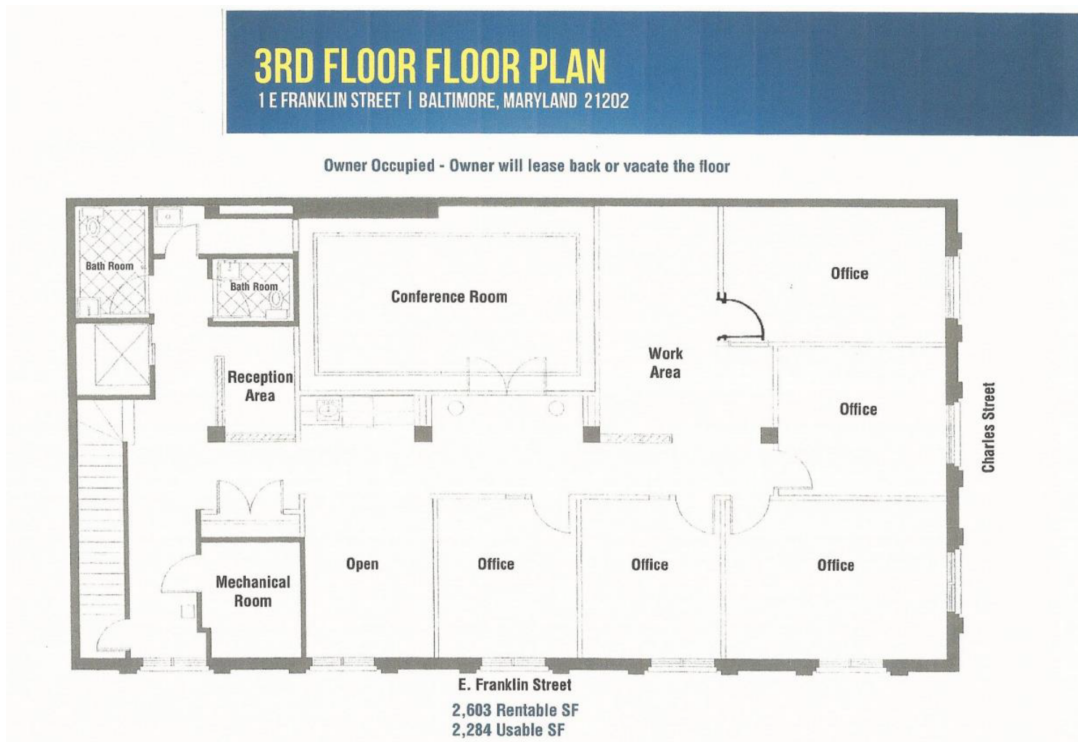 3RD FLOOR FLOOR PLAN
1 E FRANKLIN STREET | BALTIMORE, MARYLAND 21202
Owner Occupied - Owner will lease back or vacate the floor
Bath Room
Bath Room
Conference Room
Office
Work
Area
Reception
Area
Office
Charles Street
Mechanical
Room
Open
Office
Office
Office
E. Franklin Street
2,603 Rentable SF
2,284 Usable SF